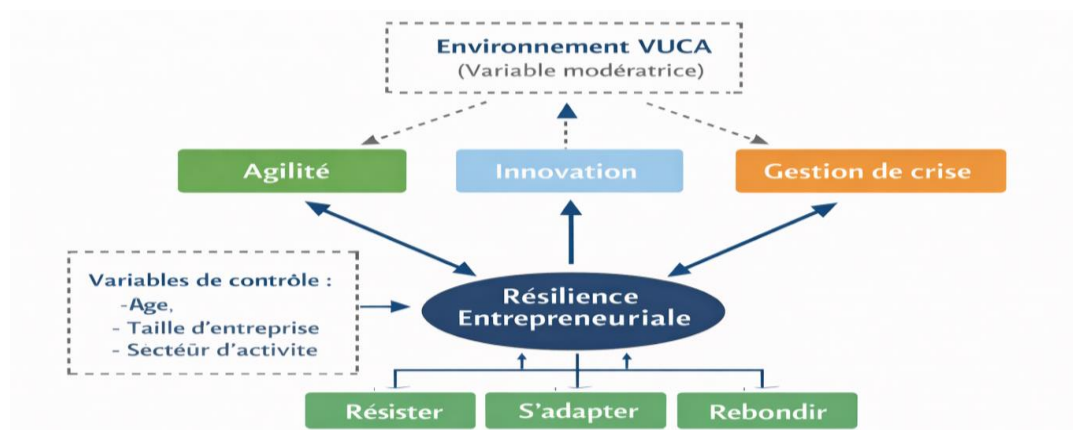 Environnement VUCA
(Variable modératrice)
Agilité
Innovation
Gestion de crise
Variables de contrôle :
-Age,
- Taille d'entreprise
- Sectéūr d'activite
Résilience
Entrepreneuriale
Résister
S'adapter
Rebondir